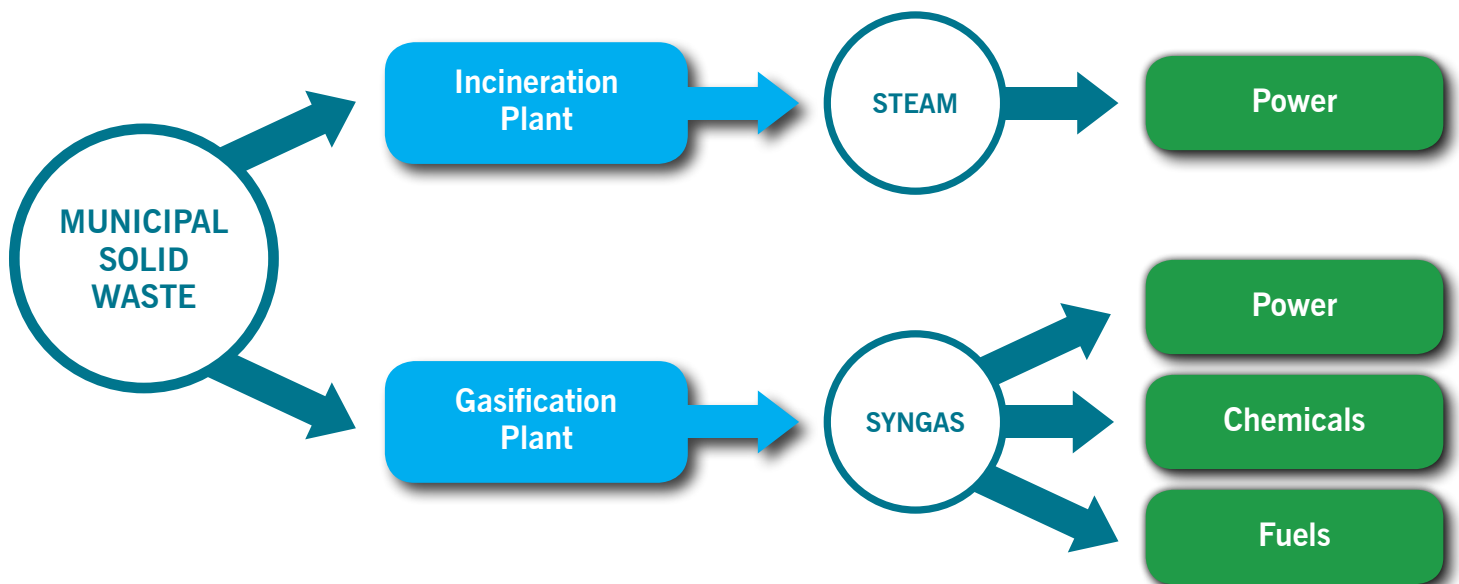 MUNICIPAL
SOLID
WASTE
Incineration
Plant
STEAM
Power
Gasification
Plant
SYNGAS
Power
Chemicals
Fuels